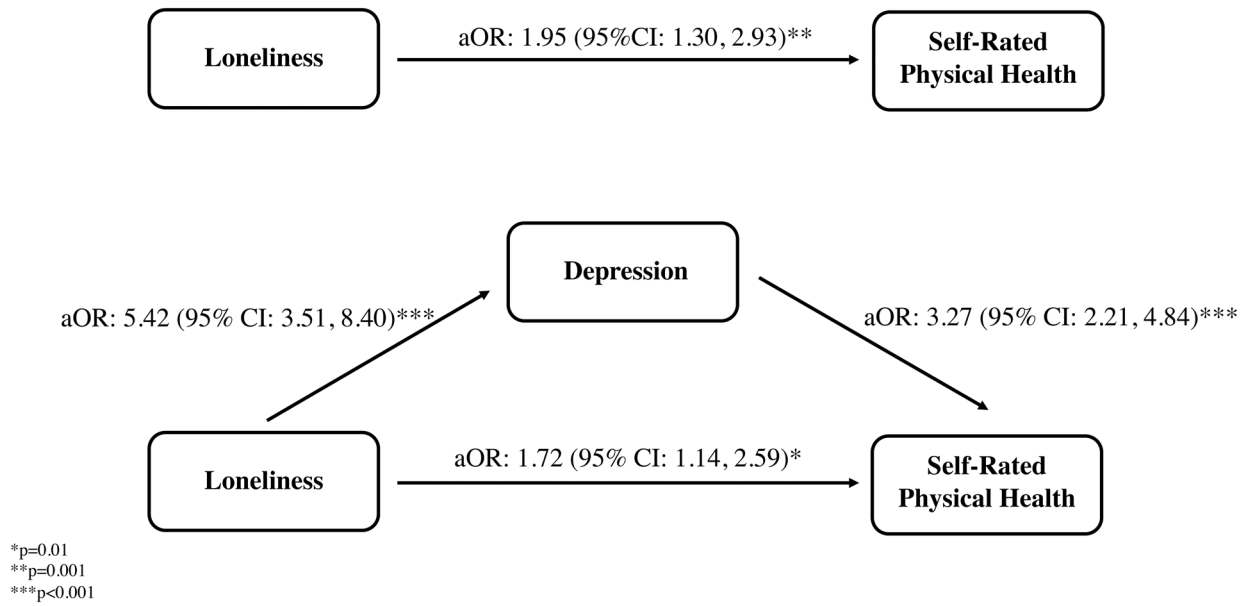 Loneliness
aOR: 1.95 (95%CI: 1.30, 2.93)**
Self-Rated
Physical Health
Depression
aOR: 5.42 (95% CI: 3.51, 8.40)***
aOR: 3.27 (95% CI: 2.21, 4.84)***
Loneliness
aOR: 1.72 (95% CI: 1.14, 2.59)*
Self-Rated
Physical Health
*p=0.01
**p=0.001
***p<0.001